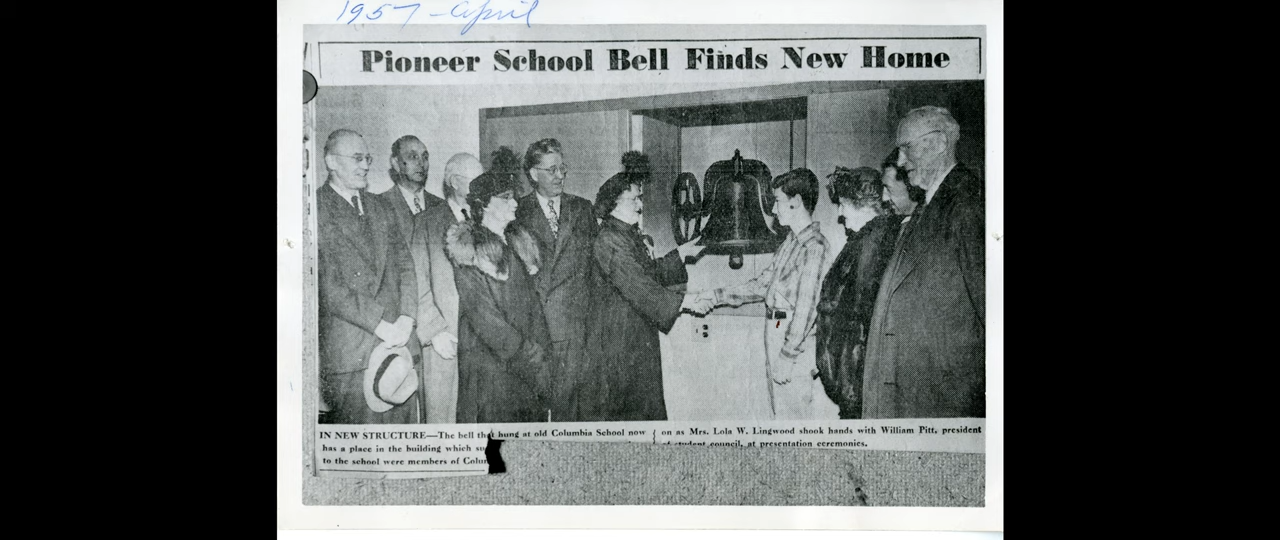 1957 - April
Pioneer School Bell Finds New Home
IN NEW STRUCTURE—The bell that hung at old Columbia School now
has a place in the building which
to the school were members of
on as Mrs. Lola W. Lingwood shook hands with William Pitt, president
of student council, at presentation ceremonies.